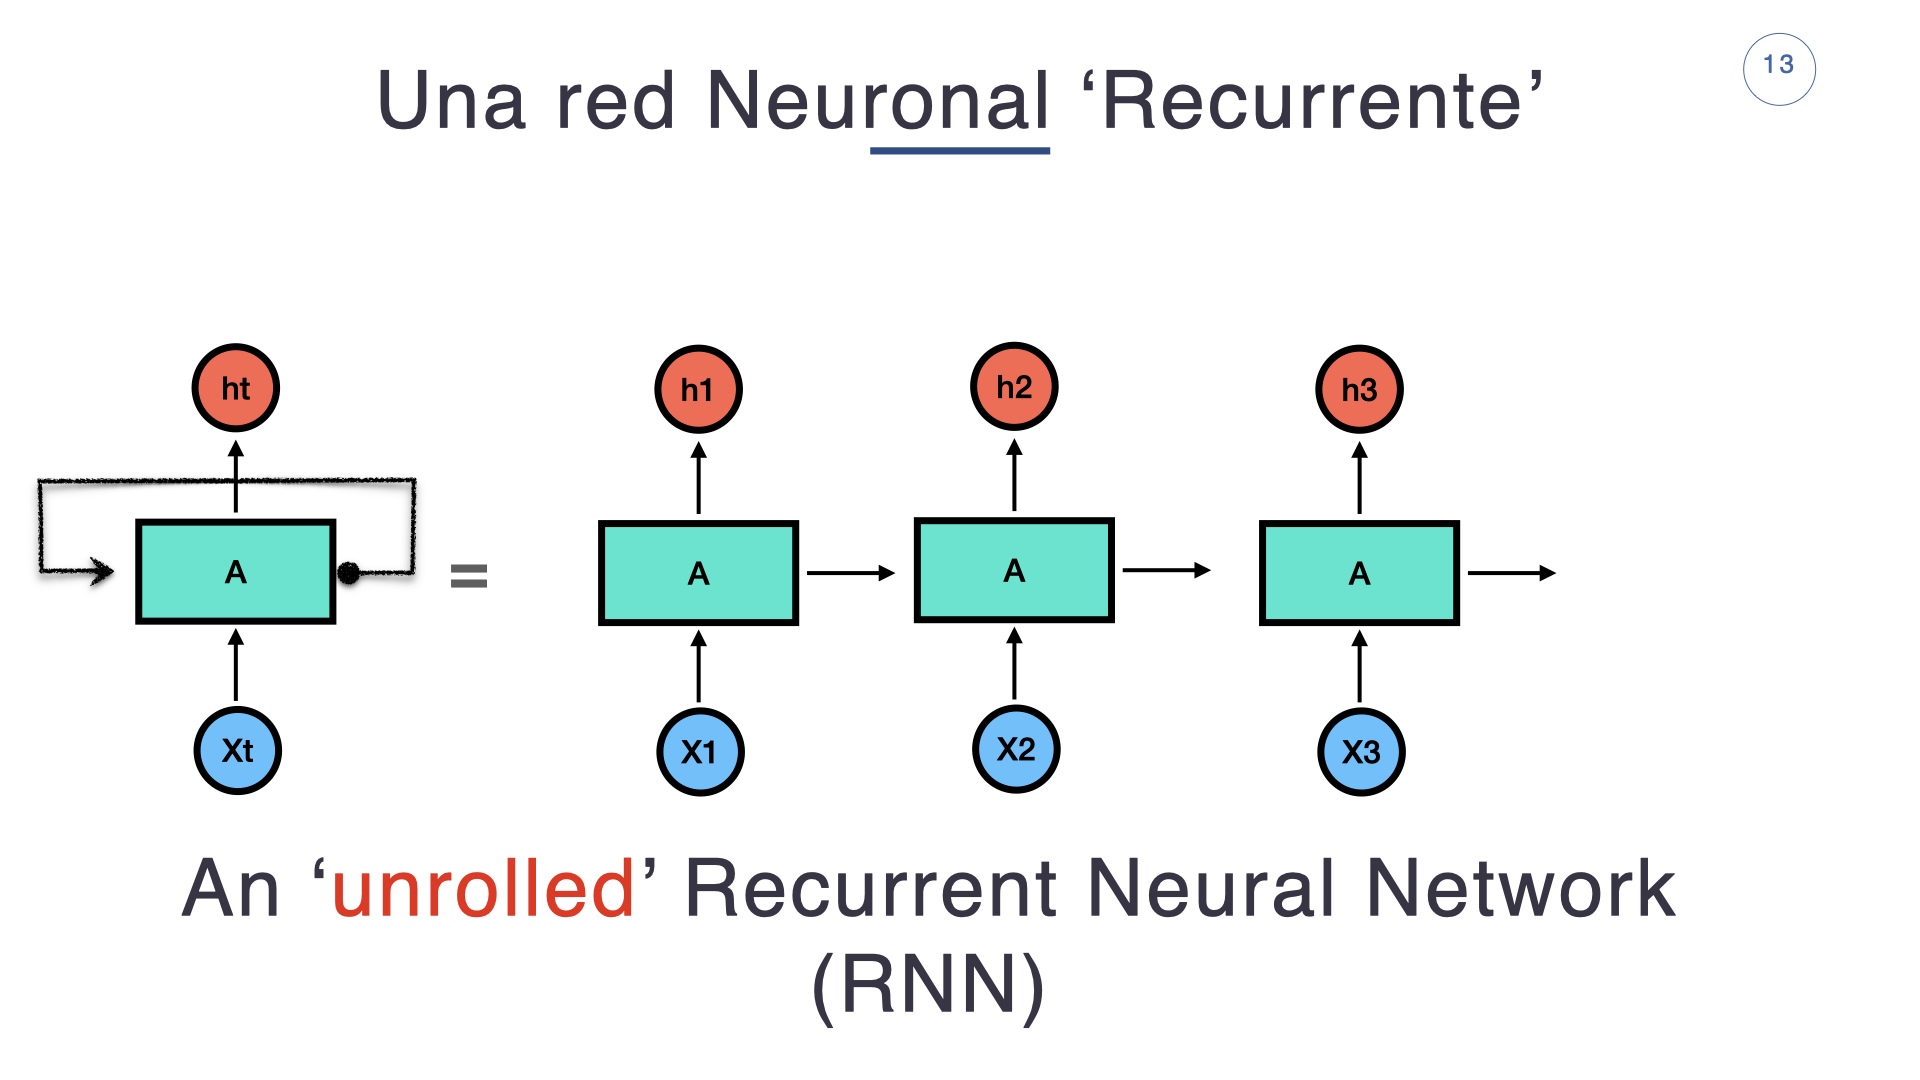 Una red Neuronal ‘Recurrente’
13
ht
h1
h2
h3
A
=
A
A
A
Xt
X1
X2
X3
An ‘unrolled’ Recurrent Neural Network
(RNN)